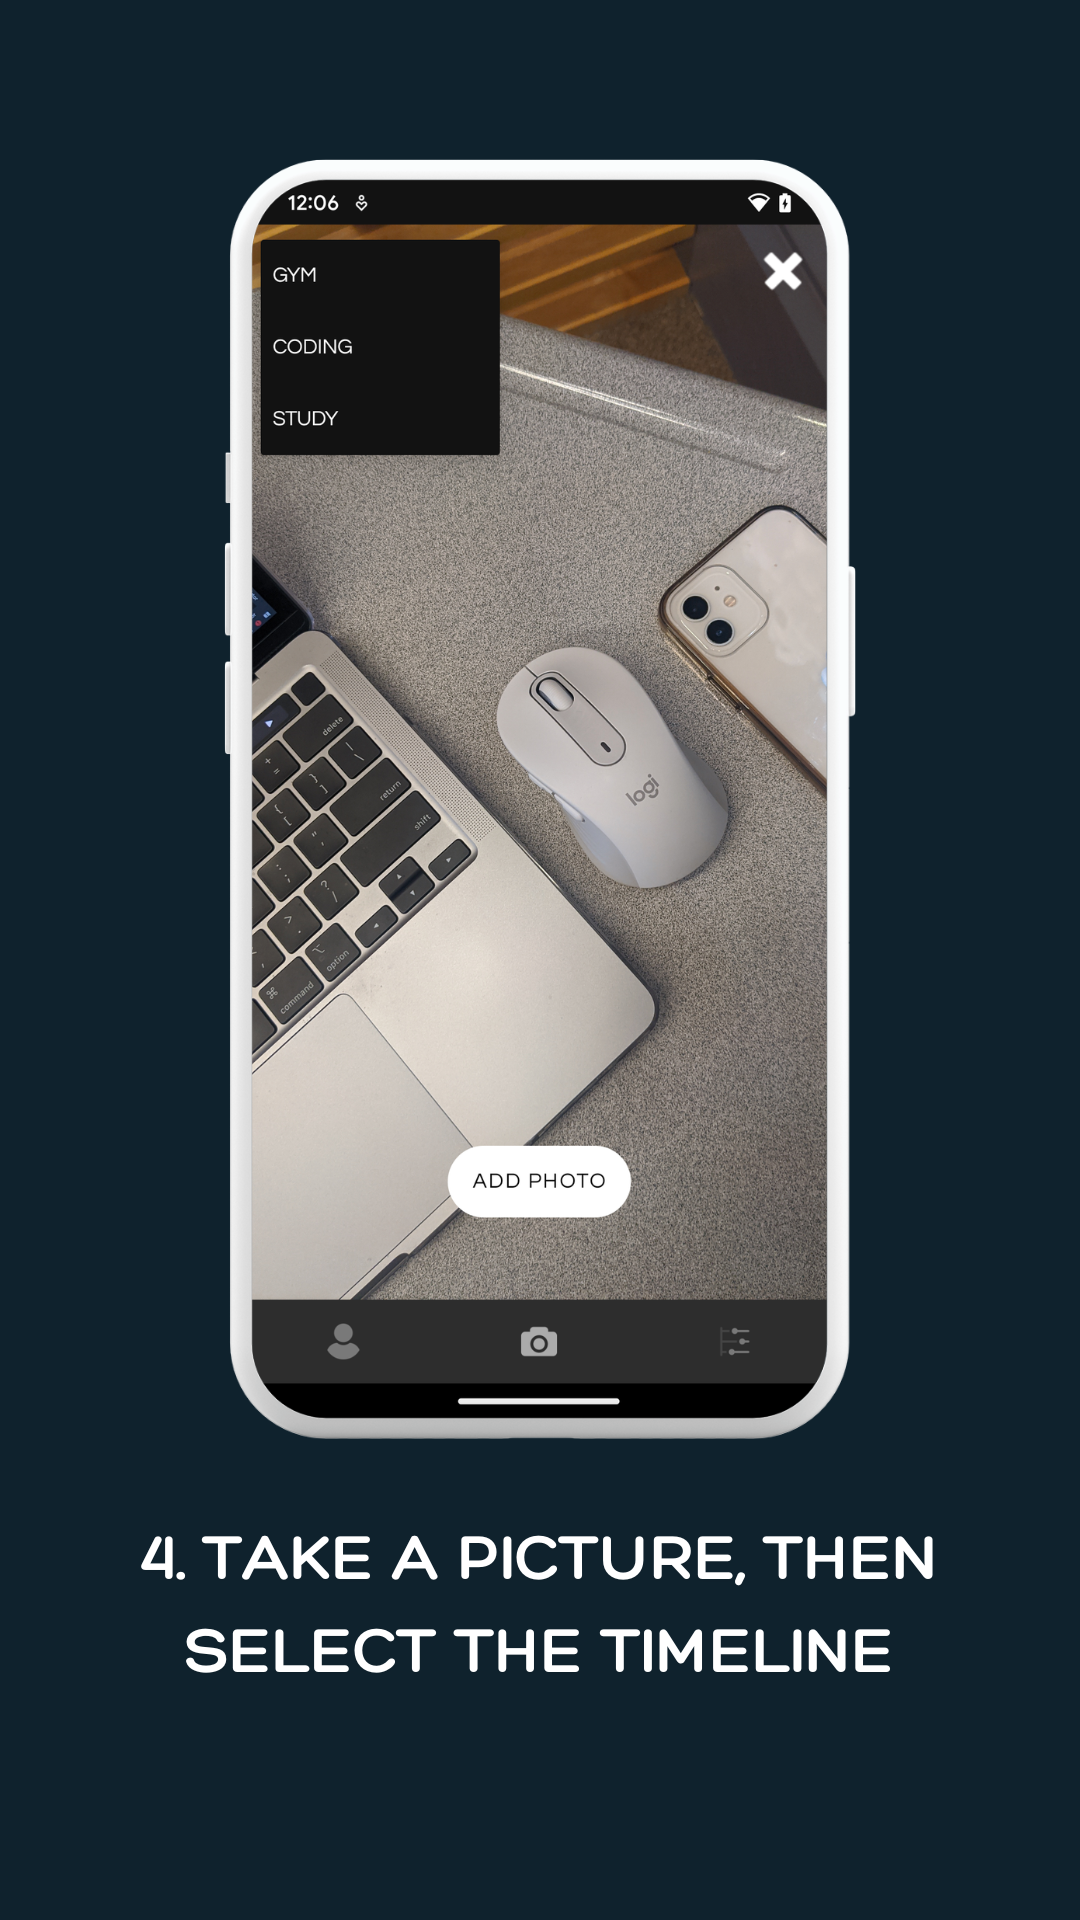 12:06
GYM
CODING
STUDY
delete
return
shift
logi
option
command
ADD PHOTO
4. TAKE A PICTURE, THEN
SELECT THE TIMELINE